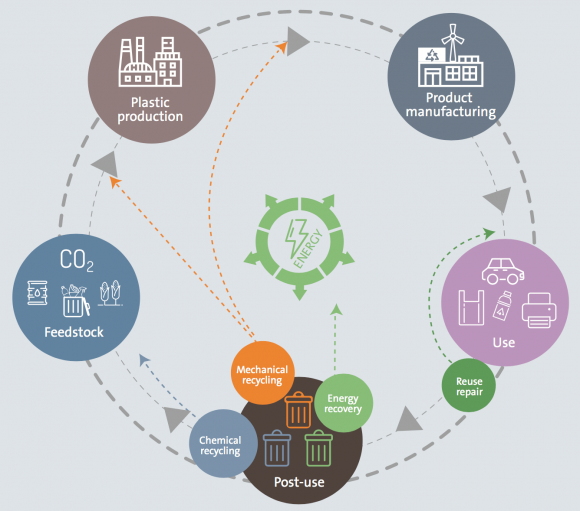 Plastic
production
Product
manufacturing
ENERGY
CO₂
Feedstock
Use
Mechanical
recycling
Energy
recovery
Reuse
repair
Chemical
recycling
Post-use